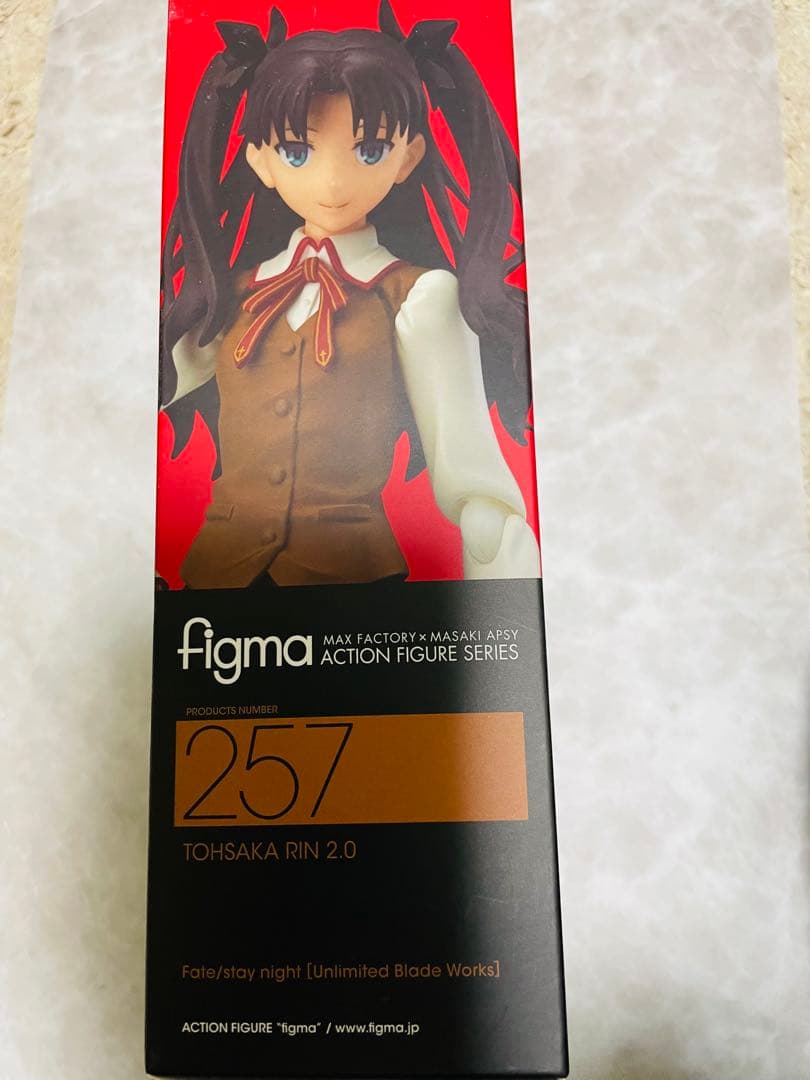 figma MAX FACTORY × MASAKI APSY
ACTION FIGURE SERIES
PRODUCTS NUMBER
257
TOHSAKA RIN 2.0
Fate/stay night [Unlimited Blade Works]
ACTION FIGURE "figma" / www.figma.jp